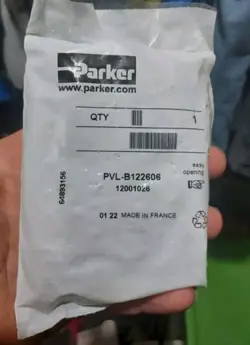 Parker
www.parker.com
QTY
1
easy
opening
PVL-B122606
12001026
64893156
01 22 MADE IN FRANCE